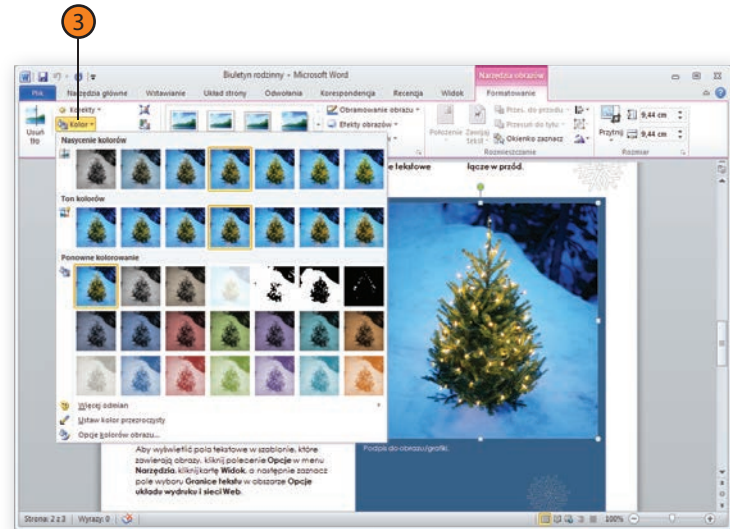 3
Biuletyn rodzinny - Microsoft Word
Narzędzia obrazów
Plik Narzędzia główne Wstawianie Układ strony Odwołania Korespondencja Recenzja Widok Formatowanie
Usuń tło
Korekty
Kolor
Obramowanie obrazu
Efekty obrazów
Położenie
Zawijaj tekst
Przes. do przodu
Przesuń do tyłu
Okienko zaznacz
Rozmieszczanie
Przytnij
9,44 cm
9,44 cm
Rozmiar
Nasycenie kolorów
Ton kolorów
Ponowne kolorowanie
Więcej odmian
Ustaw kolor przezroczysty
Opcje kolorów obrazu...
e tekstowe łącze w przód.
Aby wyświetlić pola tekstowe w szablonie, które
zawierają obrazy, kliknij polecenie Opcje w menu
Narzędzia, kliknij kartę Widok, a następnie zaznacz
pole wyboru Granice tekstu w obszarze Opcje
układu wydruku i sieci Web.
Podpis do obrazu/grafiki.
Strona: 2 z 3 Wyrazy: 0 100%